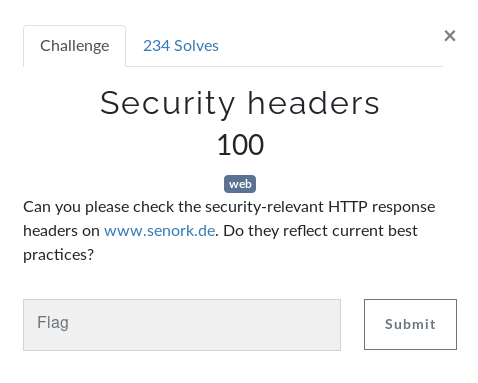 Challenge
234 Solves
×
Security headers
100
web
Can you please check the security-relevant HTTP response
headers on www.senork.de. Do they reflect current best
practices?
Flag
Submit